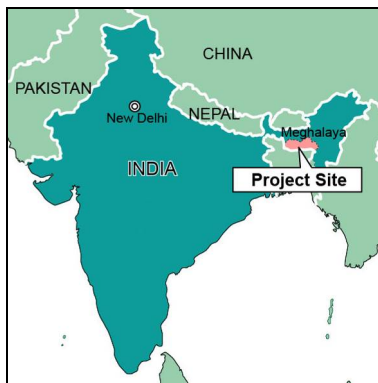 CHINA
PAKISTAN
NEPAL
New Delhi
Meghalaya
INDIA
Project Site